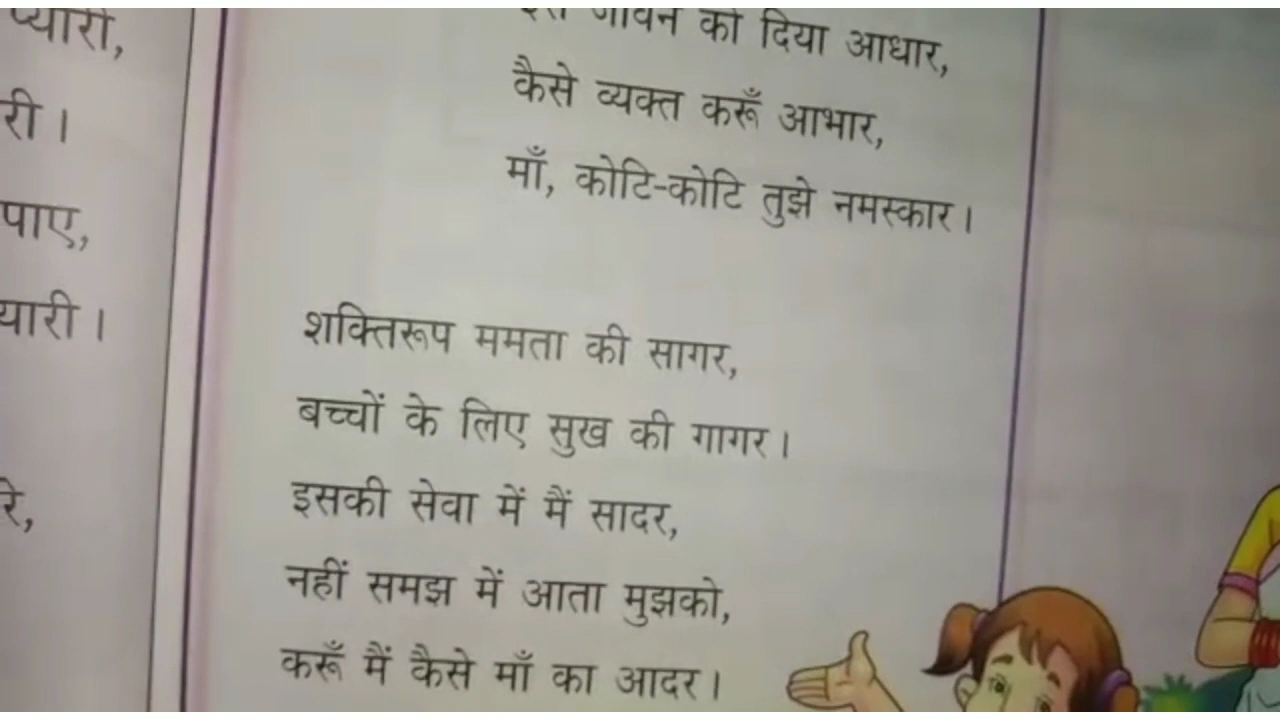 प्यारी,
री।
पाए,
यारी।
रे,
जीवन को दिया आधार,
कैसे व्यक्त करूँ आभार,
माँ, कोटि-कोटि तुझे नमस्कार।
शक्तिरूप ममता की सागर,
बच्चों के लिए सुख की गागर।
इसकी सेवा में मैं सादर,
नहीं समझ में आता मुझको,
करूँ मैं कैसे माँ का आदर।